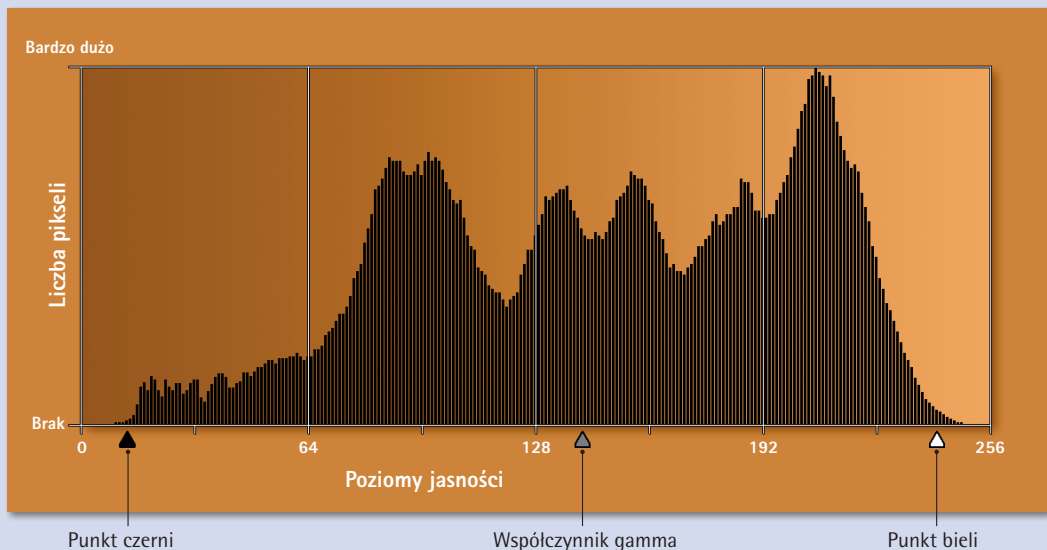 Bardzo dużo
Liczba pikseli
Brak
0 64 128 192 256
Poziomy jasności
Punkt czerni Współczynnik gamma Punkt bieli